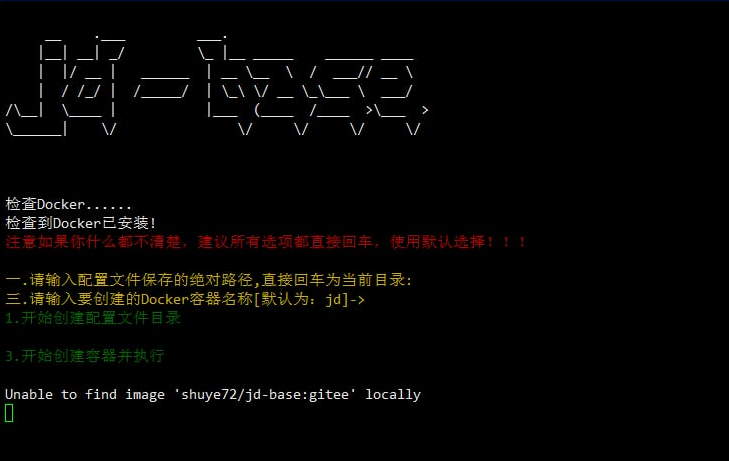 jd-base
检查Docker......
检查到Docker已安装!
注意如果你什么都不清楚，建议所有选项都直接回车，使用默认选择！！！
一.请输入配置文件保存的绝对路径,直接回车为当前目录:
三.请输入要创建的Docker容器名称[默认为：jd]->
1.开始创建配置文件目录
3.开始创建容器并执行
Unable to find image 'shuye72/jd-base:gitee' locally